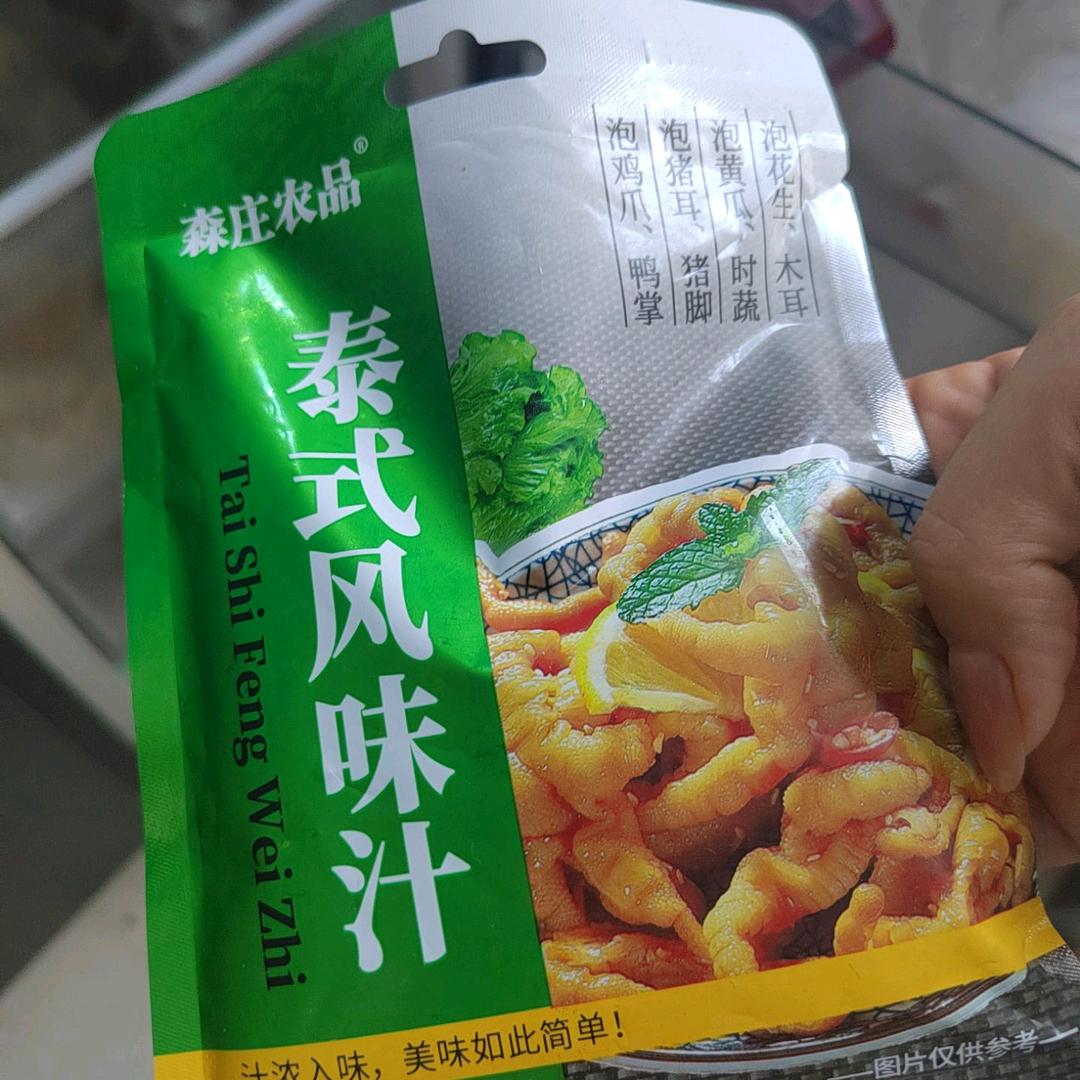 森庄农品®
泰式风味汁
Tai Shi Feng Wei Zhi
泡花生、木耳
泡黄瓜、时蔬
泡猪耳、猪脚
泡鸡爪、鸭掌
汁浓入味，美味如此简单！
图片仅供参考